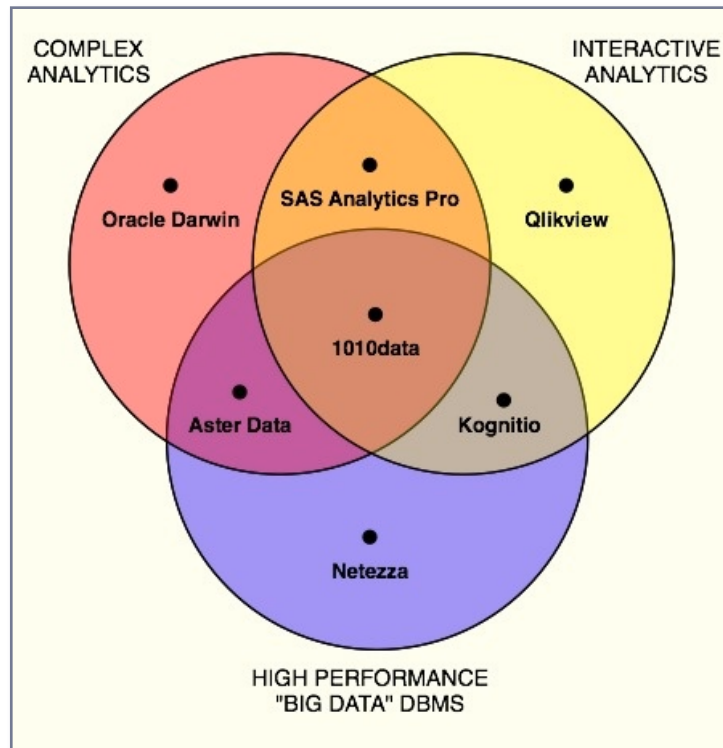 COMPLEX
ANALYTICS
INTERACTIVE
ANALYTICS
SAS Analytics Pro
Oracle Darwin
Qlikview
1010data
Aster Data
Kognitio
Netezza
HIGH PERFORMANCE
"BIG DATA" DBMS